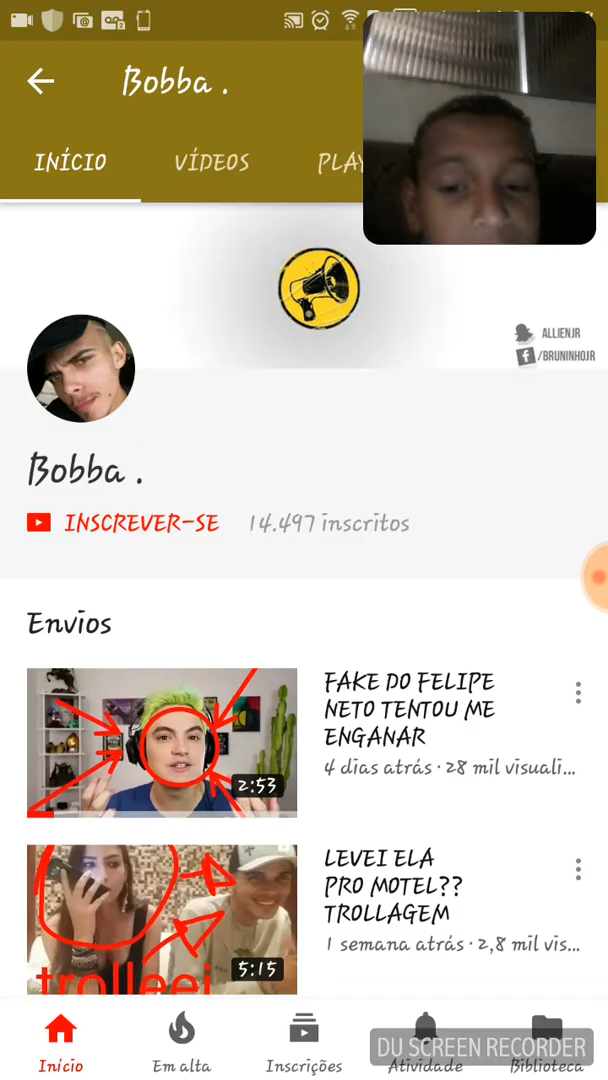 Bobba .
INÍCIO
VÍDEOS
PLAY
ALLIENJR
/BRUNINHOJR
Bobba .
INSCREVER-SE
14.497 inscritos
Envios
FAKE DO FELIPE
NETO TENTOU ME
ENGANAR
4 dias atrás · 28 mil visuali...
2:53
LEVEI ELA
PRO MOTEL??
TROLLAGEM
1 semana atrás · 2,8 mil vis...
5:15
trolleei
DU SCREEN RECORDER
Início
Em alta
Inscrições
Atividade
Biblioteca